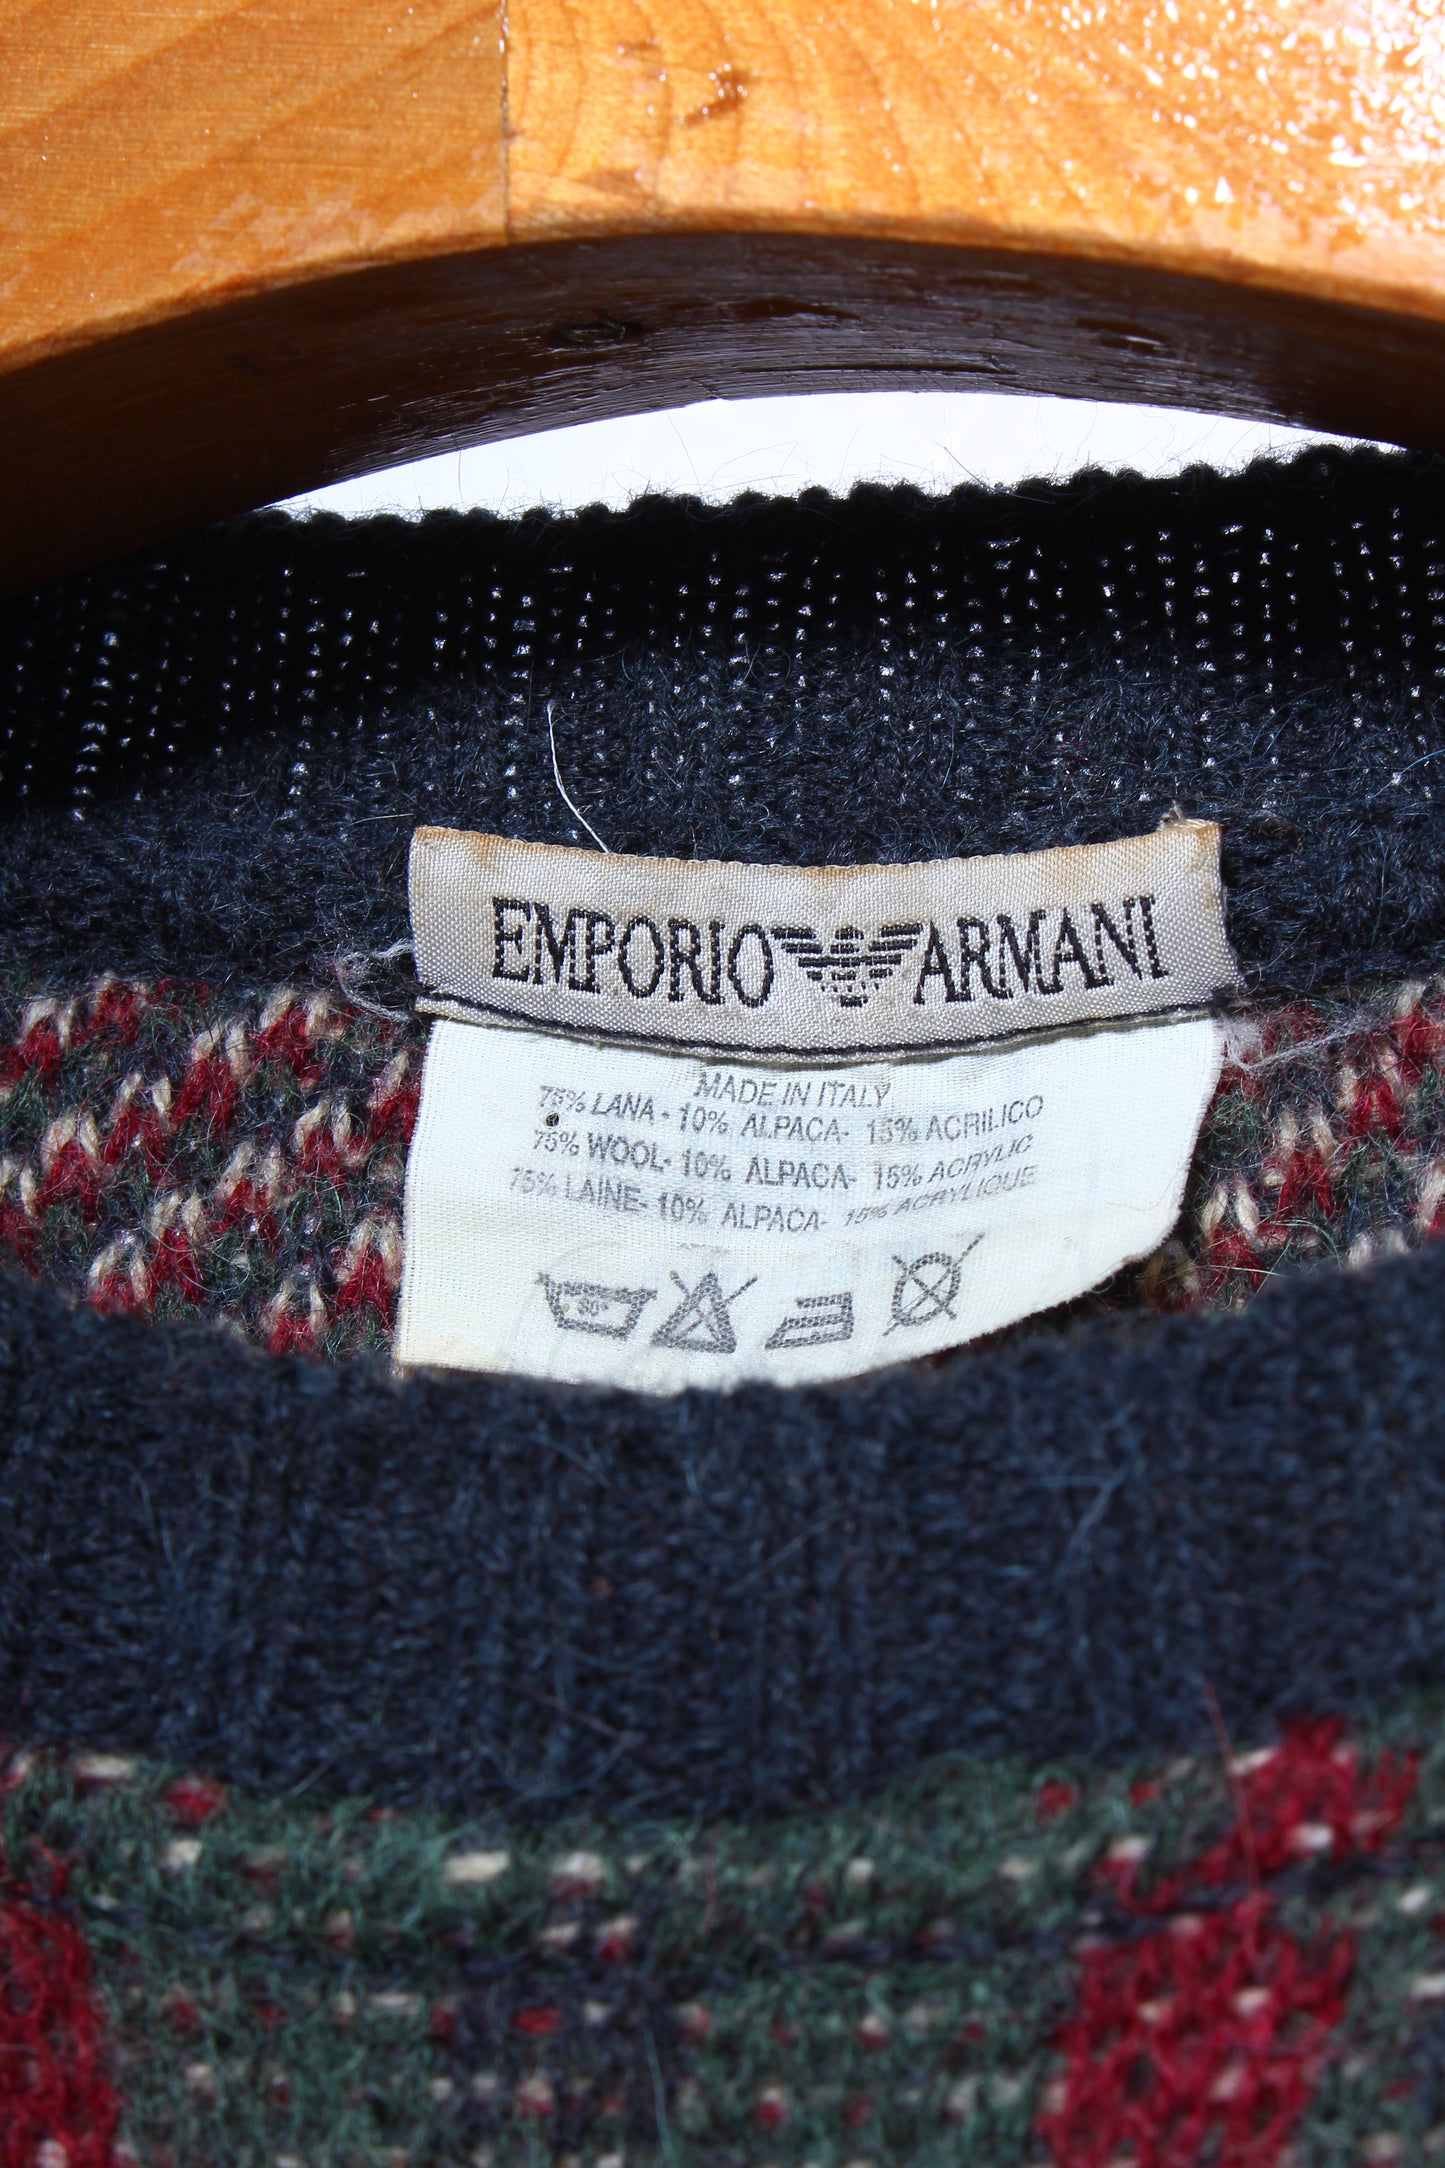 EMPORIO ARMANI
MADE IN ITALY
75% LANA - 10% ALPACA- 15% ACRILICO
75% WOOL- 10% ALPACA- 15% ACRYLIC
75% LAINE- 10% ALPACA- 15% ACRYLIQUE
30°